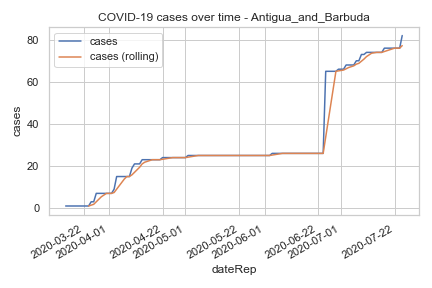 COVID-19 cases over time - Antigua_and_Barbuda
cases
cases (rolling)
80
60
40
20
0
cases
2020-03-22
2020-04-01
2020-04-22
2020-05-01
2020-05-22
2020-06-01
2020-06-22
2020-07-01
2020-07-22
dateRep